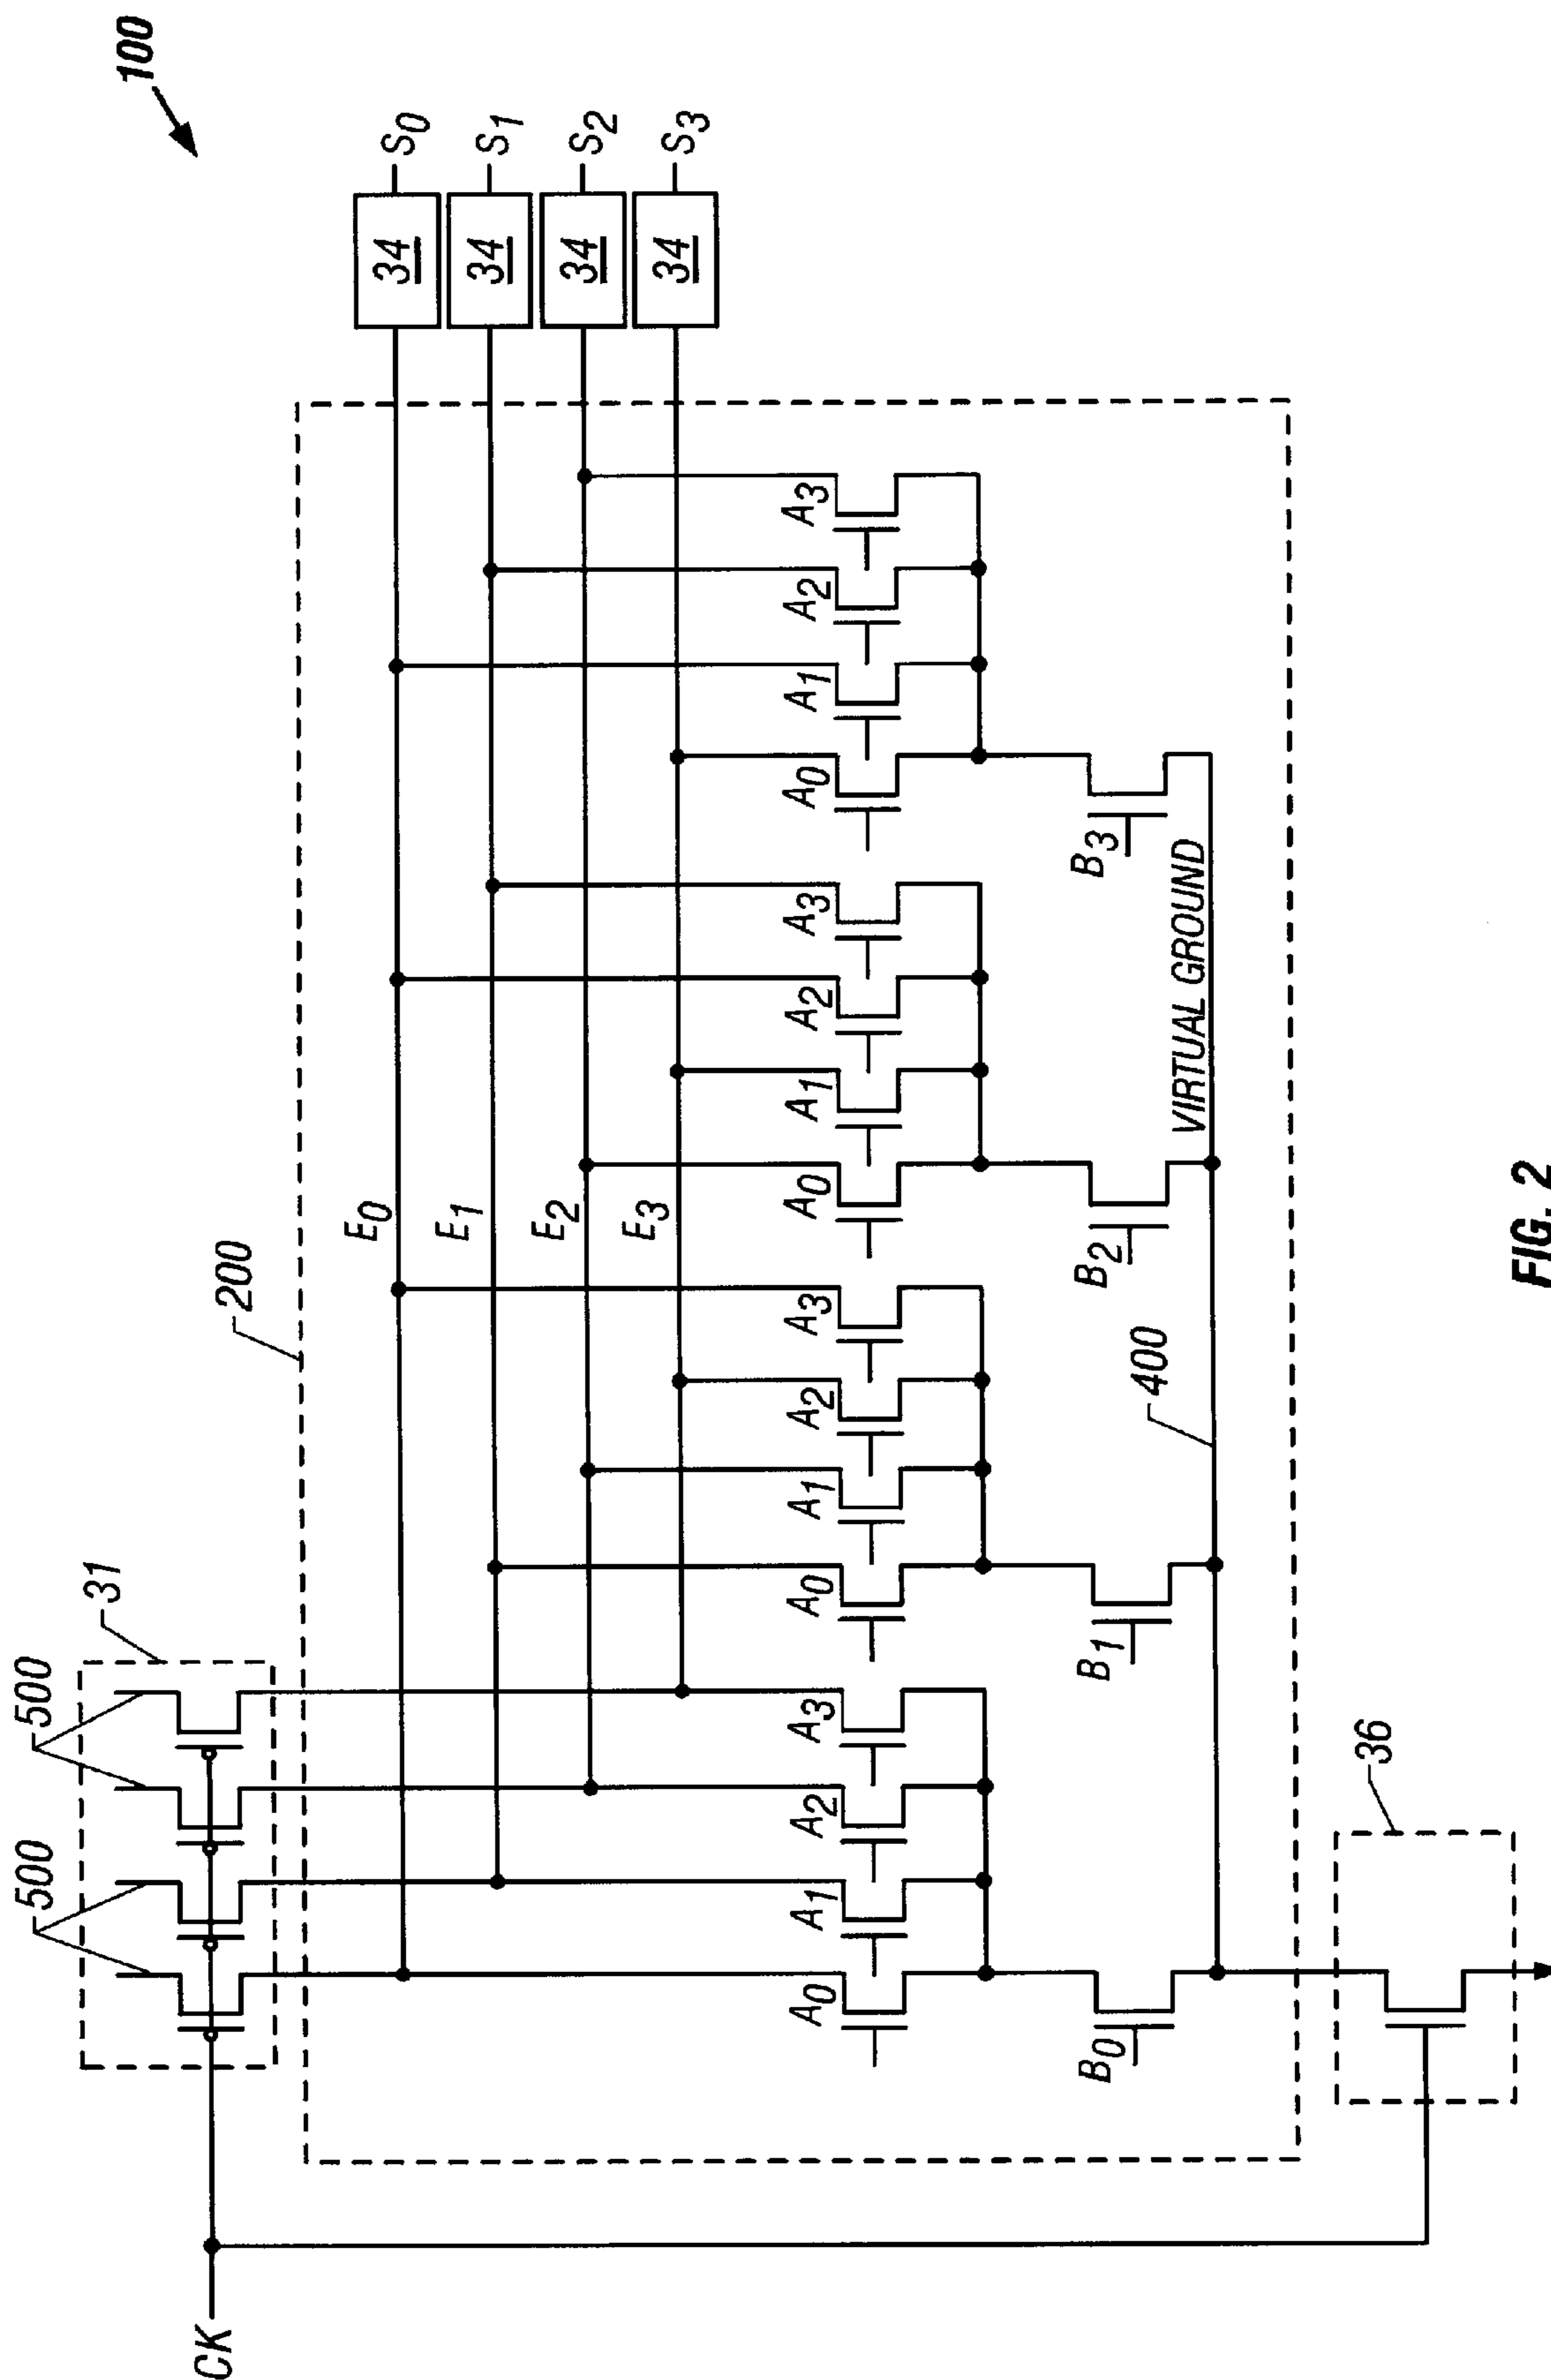 100
S0
S1
S2
S3
34
34
34
34
31
500
500
200
E0
E1
E2
E3
A0
A1
A2
A3
A0
A1
A2
A3
A0
A1
A2
A3
A0
A1
A2
A3
B0
B1
B2
B3
VIRTUAL GROUND
400
36
CK
FIG. 2